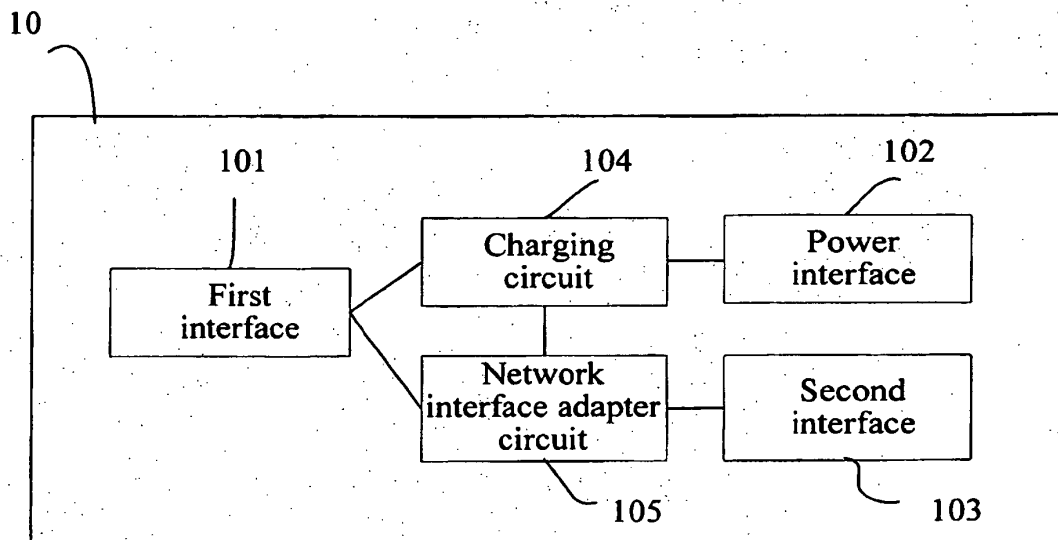 10
101
104
102
First
interface
Charging
circuit
Power
interface
Network
interface adapter
circuit
Second
interface
105
103